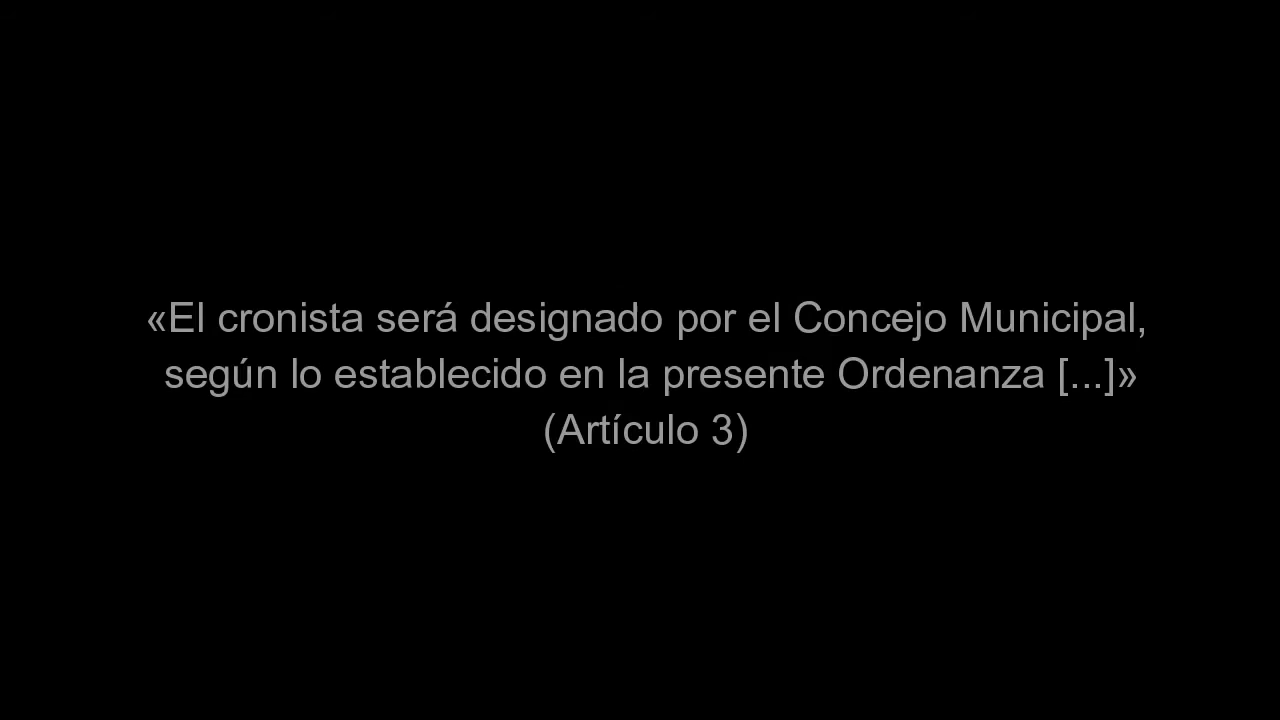 «El cronista será designado por el Concejo Municipal,
según lo establecido en la presente Ordenanza [...]»
(Artículo 3)